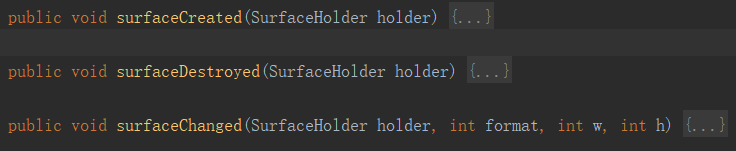 public void surfaceCreated(SurfaceHolder holder) {...}
public void surfaceDestroyed(SurfaceHolder holder) {...}
public void surfaceChanged(SurfaceHolder holder, int format, int w, int h) {...}